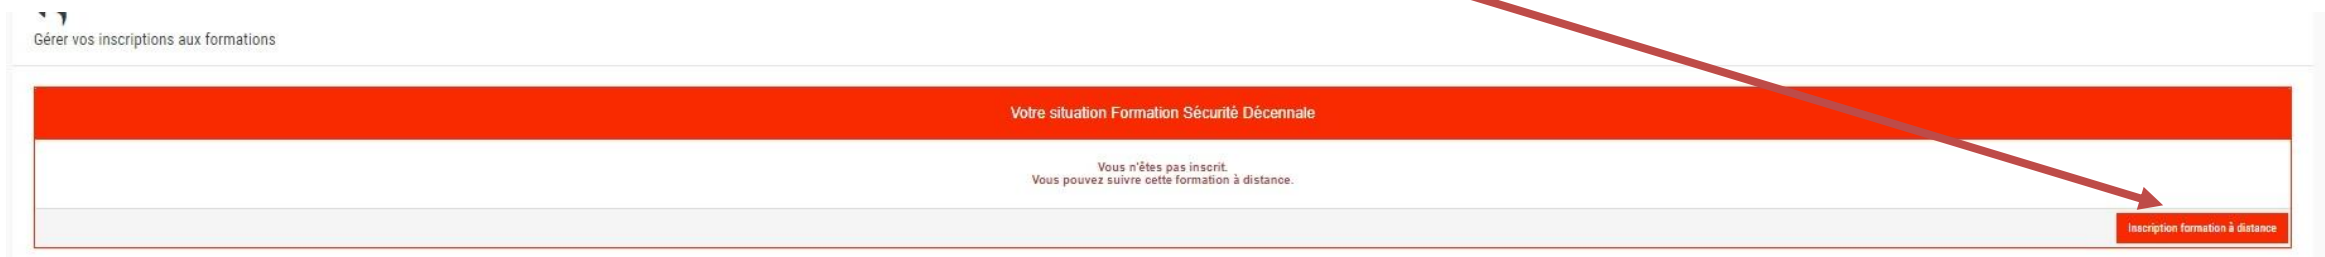 Gérer vos inscriptions aux formations
Votre situation Formation Sécurité Décennale
Vous n'êtes pas inscrit.
Vous pouvez suivre cette formation à distance.
Inscription formation à distance